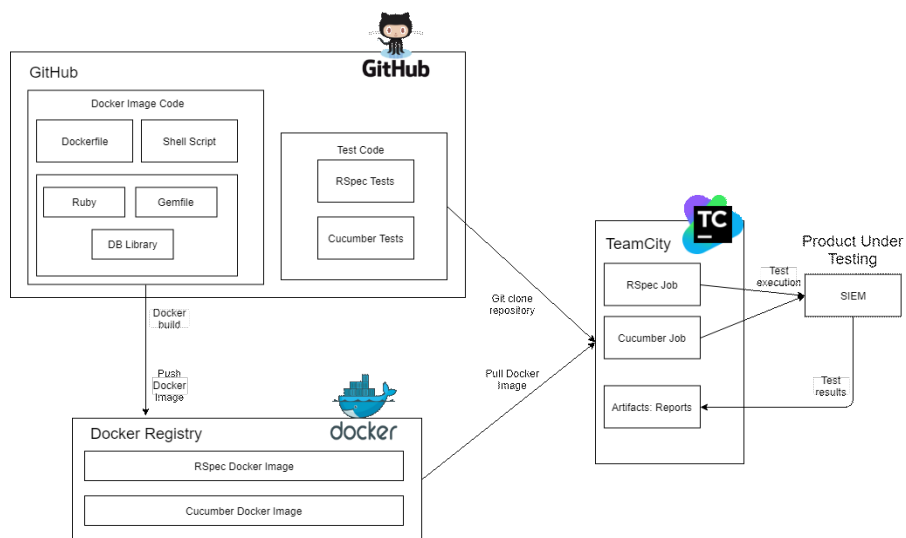 GitHub
GitHub
Docker Image Code
Dockerfile
Shell Script
Ruby
Gemfile
DB Library
Test Code
RSpec Tests
Cucumber Tests
Docker
build
Push
Docker
Image
Git clone
repository
Pull Docker
Image
Docker Registry
docker
RSpec Docker Image
Cucumber Docker Image
TC
TeamCity
RSpec Job
Cucumber Job
Artifacts: Reports
Test
execution
Product Under
Testing
SIEM
Test
results